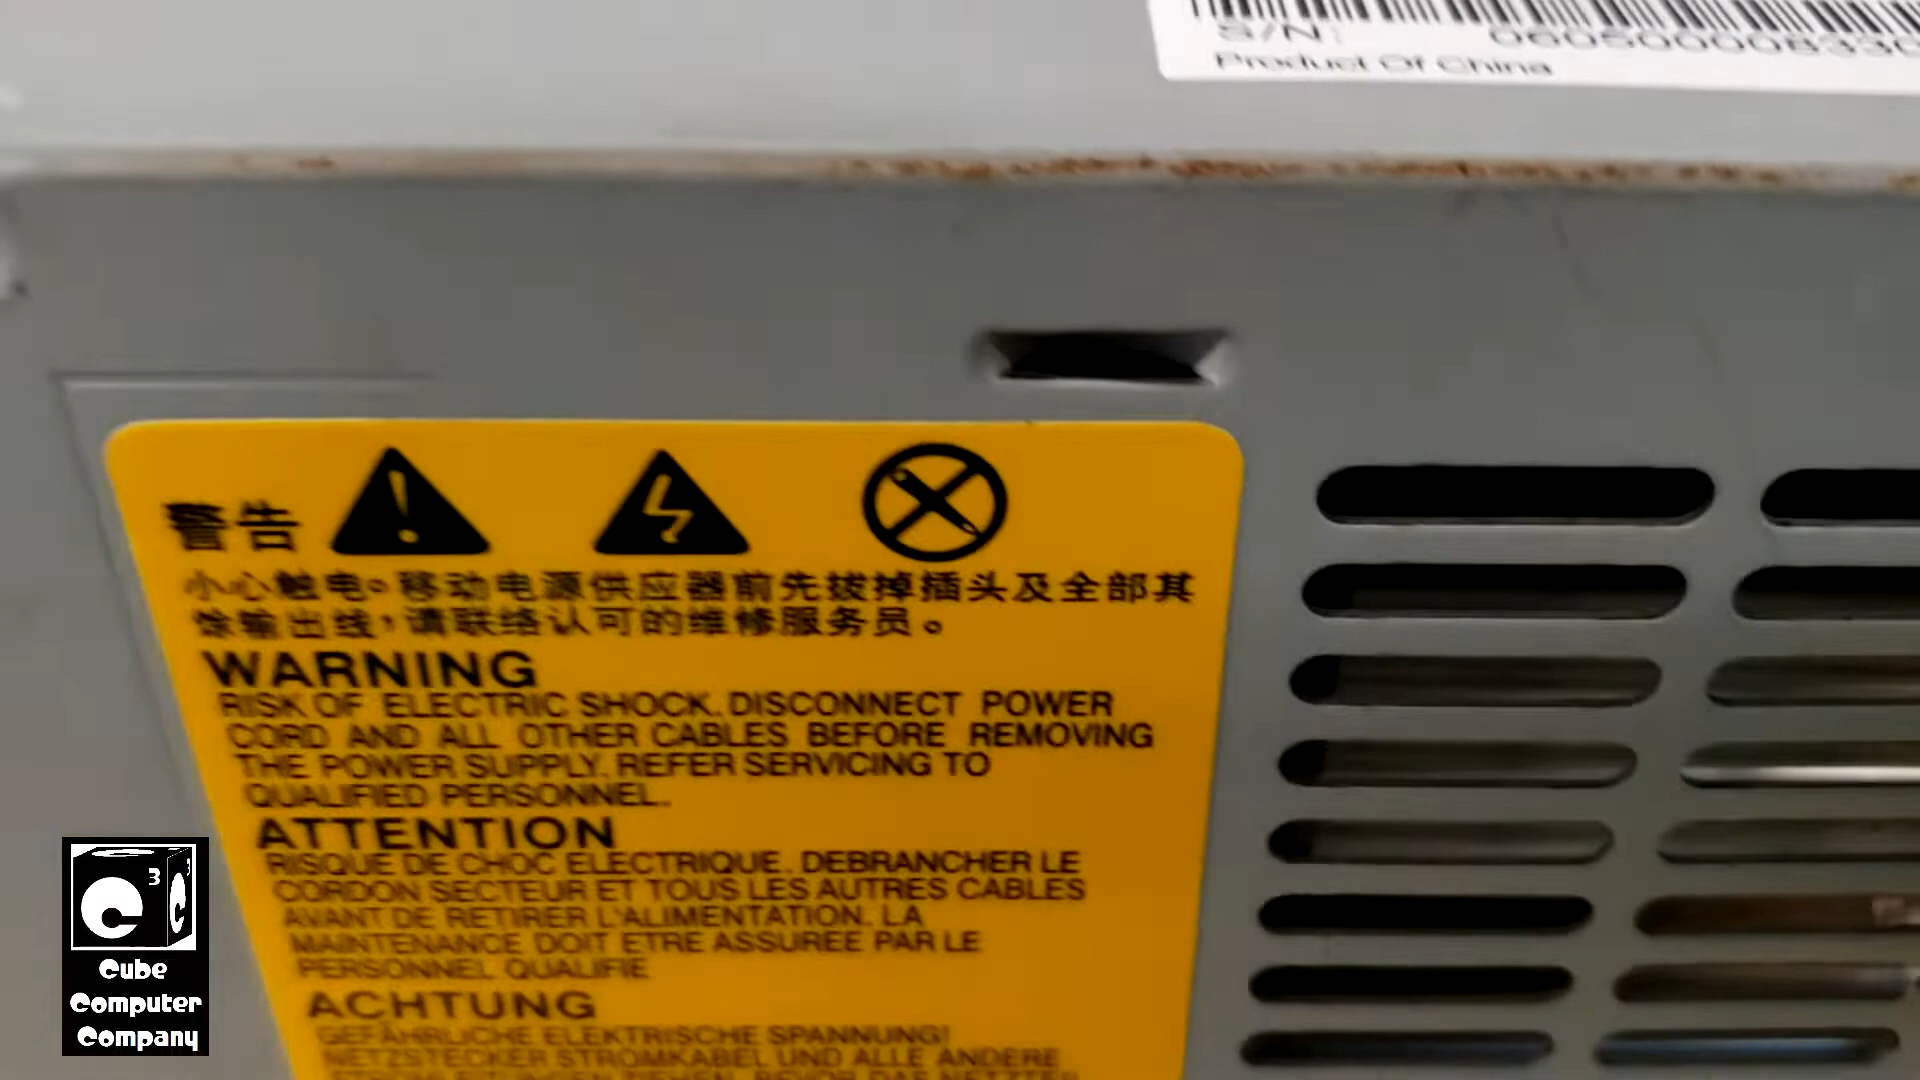 S/N:
Product Of China
警告
小心触电。移动电源供应器前先拔掉插头及全部其
馀输出线，请联络认可的维修服务员。
WARNING
RISK OF ELECTRIC SHOCK. DISCONNECT POWER
CORD AND ALL OTHER CABLES BEFORE REMOVING
THE POWER SUPPLY. REFER SERVICING TO
QUALIFIED PERSONNEL.
ATTENTION
RISQUE DE CHOC ELECTRIQUE. DEBRANCHER LE
CORDON SECTEUR ET TOUS LES AUTRES CABLES
AVANT DE RETIRER L'ALIMENTATION. LA
MAINTENANCE DOIT ETRE ASSUREE PAR LE
PERSONNEL QUALIFIE
ACHTUNG
GEFÄHRLICHE ELEKTRISCHE SPANNUNG!
NETZSTECKER STROMKABEL UND ALLE ANDERE
Cube
Computer
Company